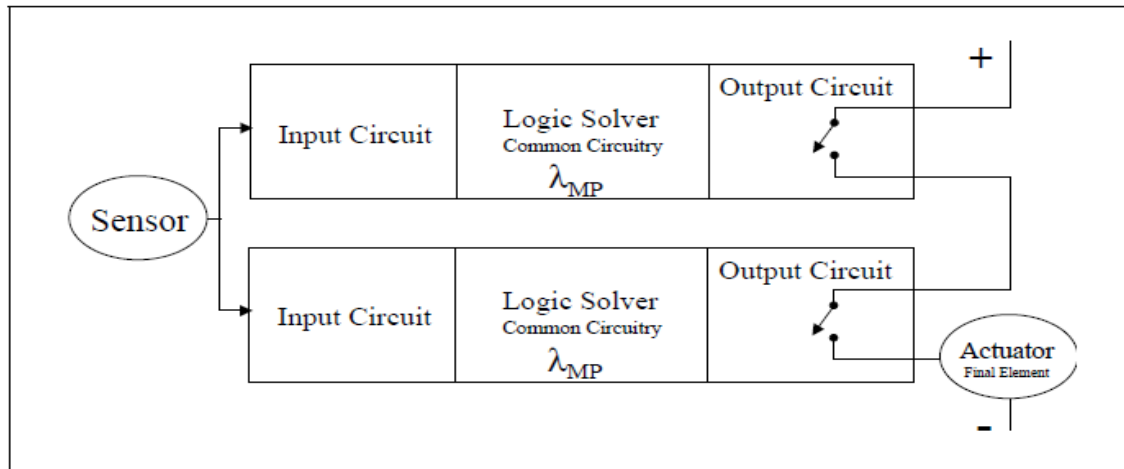 +
Output Circuit
Input Circuit
Logic Solver
Common Circuitry
λMP
Sensor
Output Circuit
Input Circuit
Logic Solver
Common Circuitry
λMP
Actuator
Final Element
-